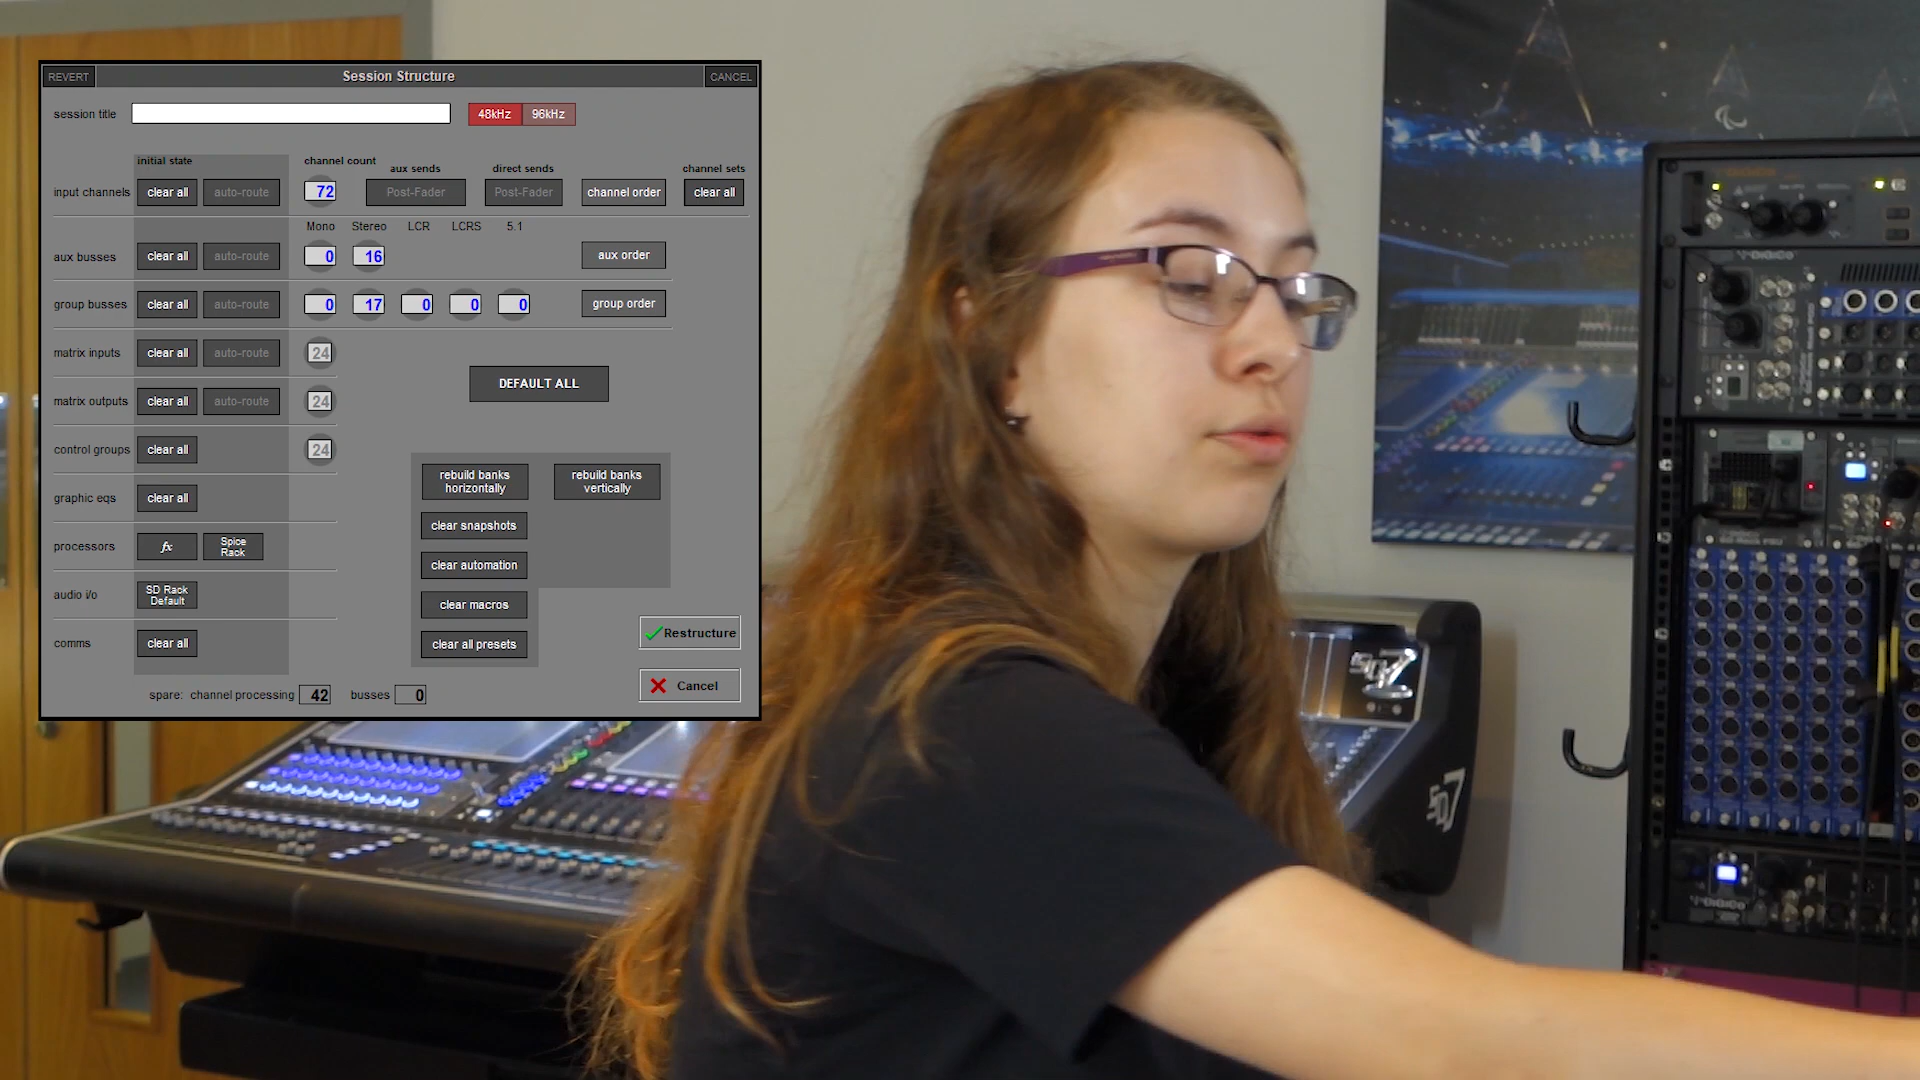 REVERT
Session Structure
CANCEL
session title
48kHz
96kHz
initial state
channel count
aux sends
direct sends
channel sets
input channels
clear all
auto-route
72
Post-Fader
Post-Fader
channel order
clear all
Mono
Stereo
LCR
LCRS
5.1
aux busses
clear all
auto-route
0
16
aux order
group busses
clear all
auto-route
0
17
0
0
0
group order
matrix inputs
clear all
auto-route
24
DEFAULT ALL
matrix outputs
clear all
auto-route
24
control groups
clear all
24
rebuild banks
horizontally
rebuild banks
vertically
graphic eqs
clear all
clear snapshots
processors
fx
Spice
Rack
clear automation
audio i/o
SD Rack
Default
clear macros
Restructure
comms
clear all
clear all presets
spare: channel processing
42
busses
0
Cancel
SD7
SD7
DiGiCo
DiGiCo